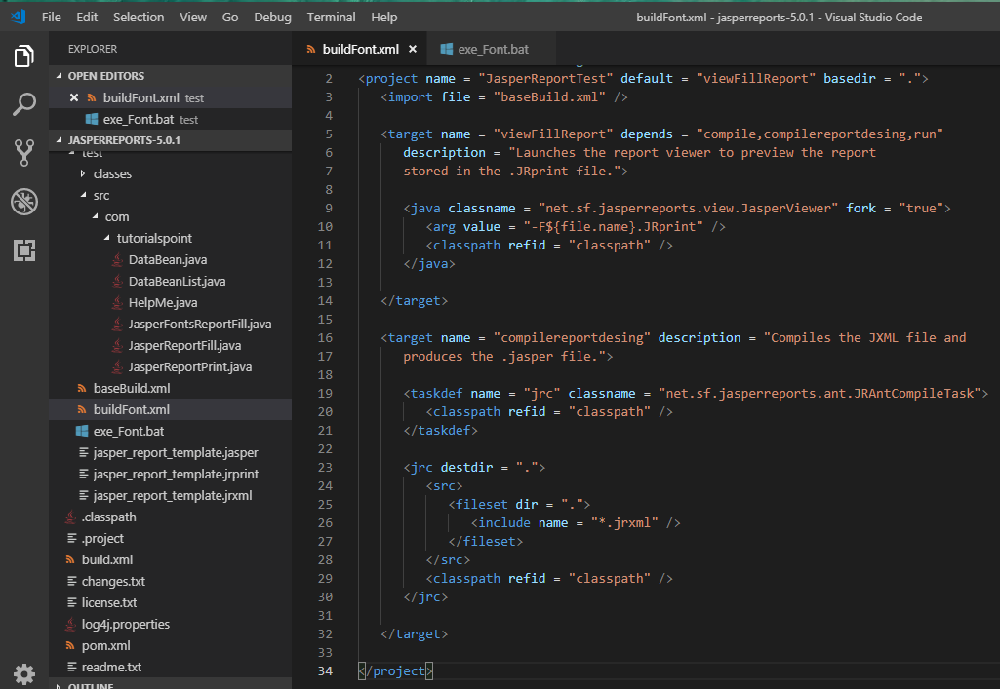 File Edit Selection View Go Debug Terminal Help buildFont.xml - jasperreports-5.0.1 - Visual Studio Code
EXPLORER
OPEN EDITORS
buildFont.xml test
exe_Font.bat test
JASPERREPORTS-5.0.1
test
classes
src
com
tutorialspoint
DataBean.java
DataBeanList.java
HelpMe.java
JasperFontsReportFill.java
JasperReportFill.java
JasperReportPrint.java
baseBuild.xml
buildFont.xml
exe_Font.bat
jasper_report_template.jasper
jasper_report_template.jrprint
jasper_report_template.jrxml
.classpath
.project
build.xml
changes.txt
license.txt
log4j.properties
pom.xml
readme.txt
OUTLINE
buildFont.xml exe_Font.bat
2 <project name = "JasperReportTest" default = "viewFillReport" basedir = ".">
3 <import file = "baseBuild.xml" />
4
5 <target name = "viewFillReport" depends = "compile,compilereportdesing,run"
6 description = "Launches the report viewer to preview the report
7 stored in the .JRprint file.">
8
9 <java classname = "net.sf.jasperreports.view.JasperViewer" fork = "true">
10 <arg value = "-F${file.name}.JRprint" />
11 <classpath refid = "classpath" />
12 </java>
13
14 </target>
15
16 <target name = "compilereportdesing" description = "Compiles the JXML file and
17 produces the .jasper file.">
18
19 <taskdef name = "jrc" classname = "net.sf.jasperreports.ant.JRAntCompileTask">
20 <classpath refid = "classpath" />
21 </taskdef>
22
23 <jrc destdir = ".">
24 <src>
25 <fileset dir = ".">
26 <include name = "*.jrxml" />
27 </fileset>
28 </src>
29 <classpath refid = "classpath" />
30 </jrc>
31
32 </target>
33
34 </project>